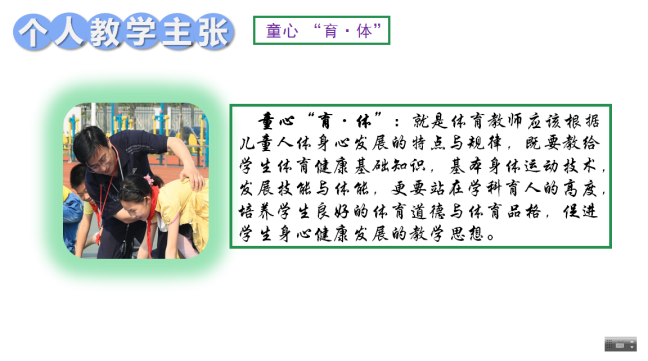 个人教学主张
童心 “育·体”
童心“育·体”：就是体育教师应该根据
儿童人体身心发展的特点与规律，既要教给
学生体育健康基础知识，基本身体运动技术，
发展技能与体能，更要站在学科育人的高度，
培养学生良好的体育道德与体育品格，促进
学生身心健康发展的教学思想。